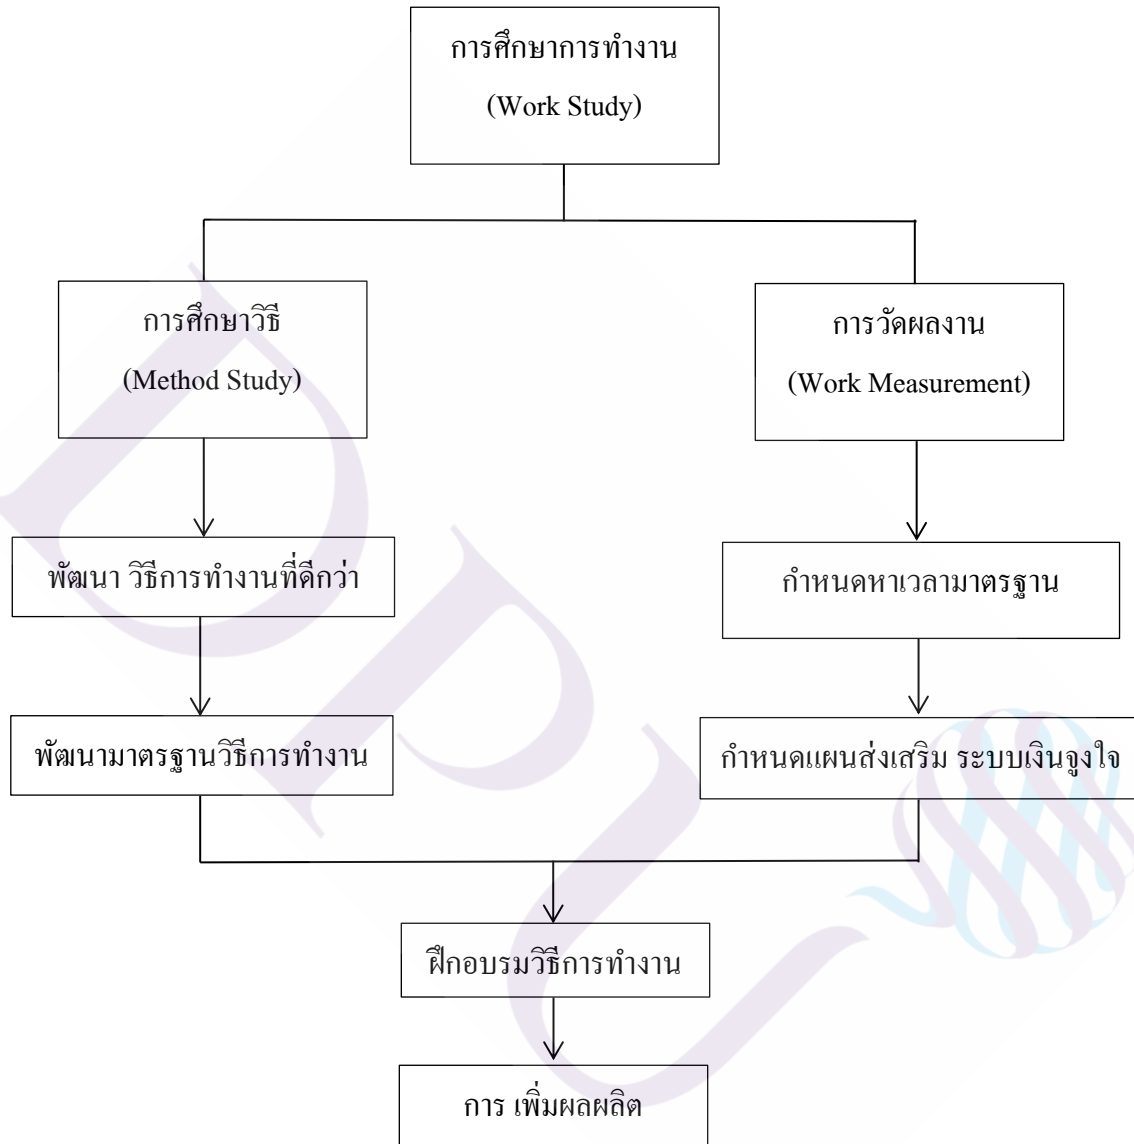 การศึกษาการทำงาน
(Work Study)
การศึกษาวิธี
(Method Study)
การวัดผลงาน
(Work Measurement)
พัฒนา วิธีการทำงานที่ดีกว่า
กำหนดหาเวลามาตรฐาน
พัฒนามาตรฐานวิธีการทำงาน
กำหนดแผนส่งเสริม ระบบเงินจูงใจ
ฝึกอบรมวิธีการทำงาน
การ เพิ่มผลผลิต
DPU